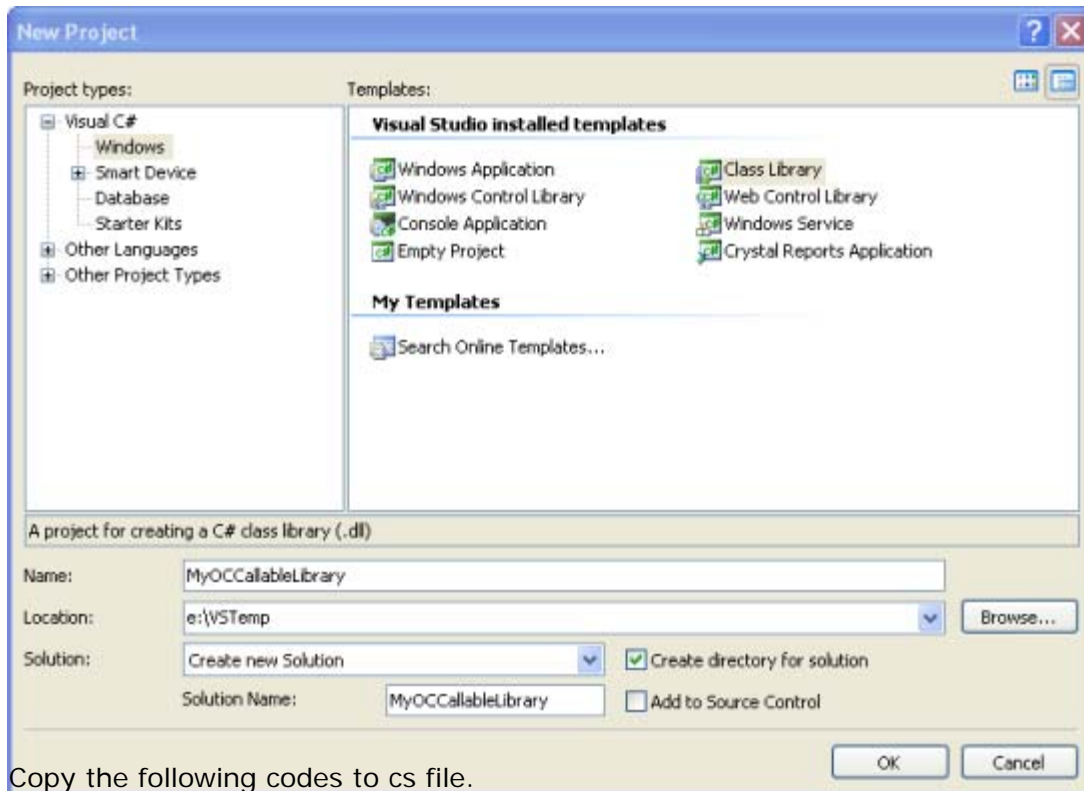 New Project
Project types:
Templates:
Visual C#
Windows
Smart Device
Database
Starter Kits
Other Languages
Other Project Types
Visual Studio installed templates
Windows Application
Class Library
Windows Control Library
Web Control Library
Console Application
Windows Service
Empty Project
Crystal Reports Application
My Templates
Search Online Templates...
A project for creating a C# class library (.dll)
Name:
MyOCCallableLibrary
Location:
e:\VSTemp
Browse...
Solution:
Create new Solution
Create directory for solution
Solution Name:
MyOCCallableLibrary
Add to Source Control
OK
Cancel
Copy the following codes to cs file.